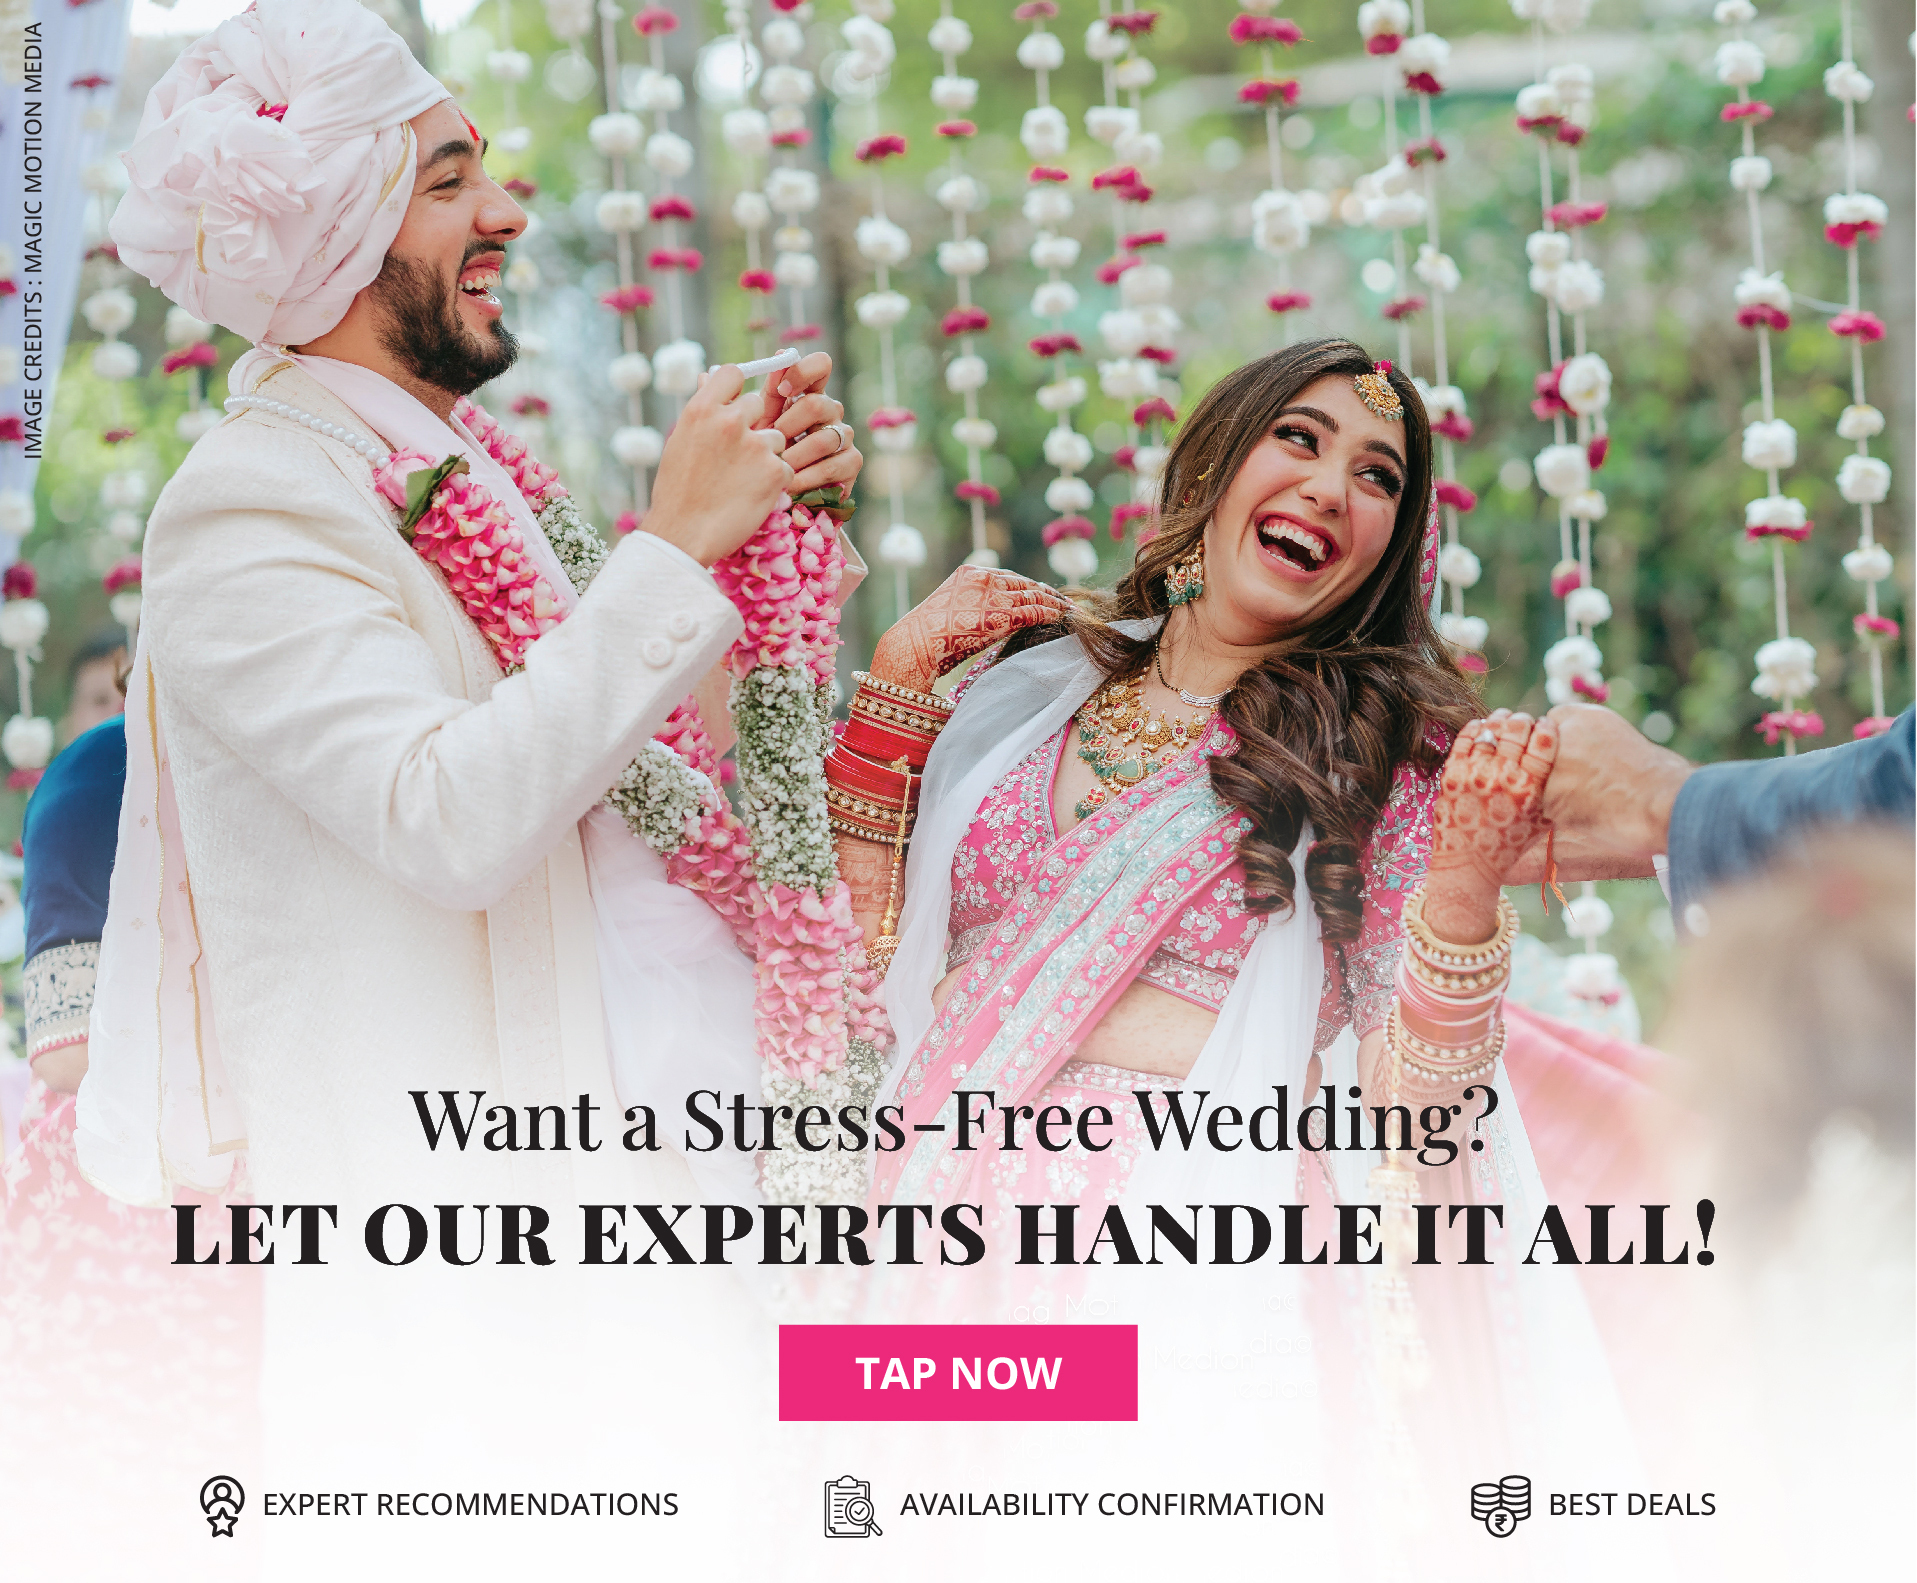 IMAGE CREDITS : MAGIC MOTION MEDIA
Want a Stress-Free Wedding?
LET OUR EXPERTS HANDLE IT ALL!
TAP NOW
EXPERT RECOMMENDATIONS
AVAILABILITY CONFIRMATION
₹
BEST DEALS